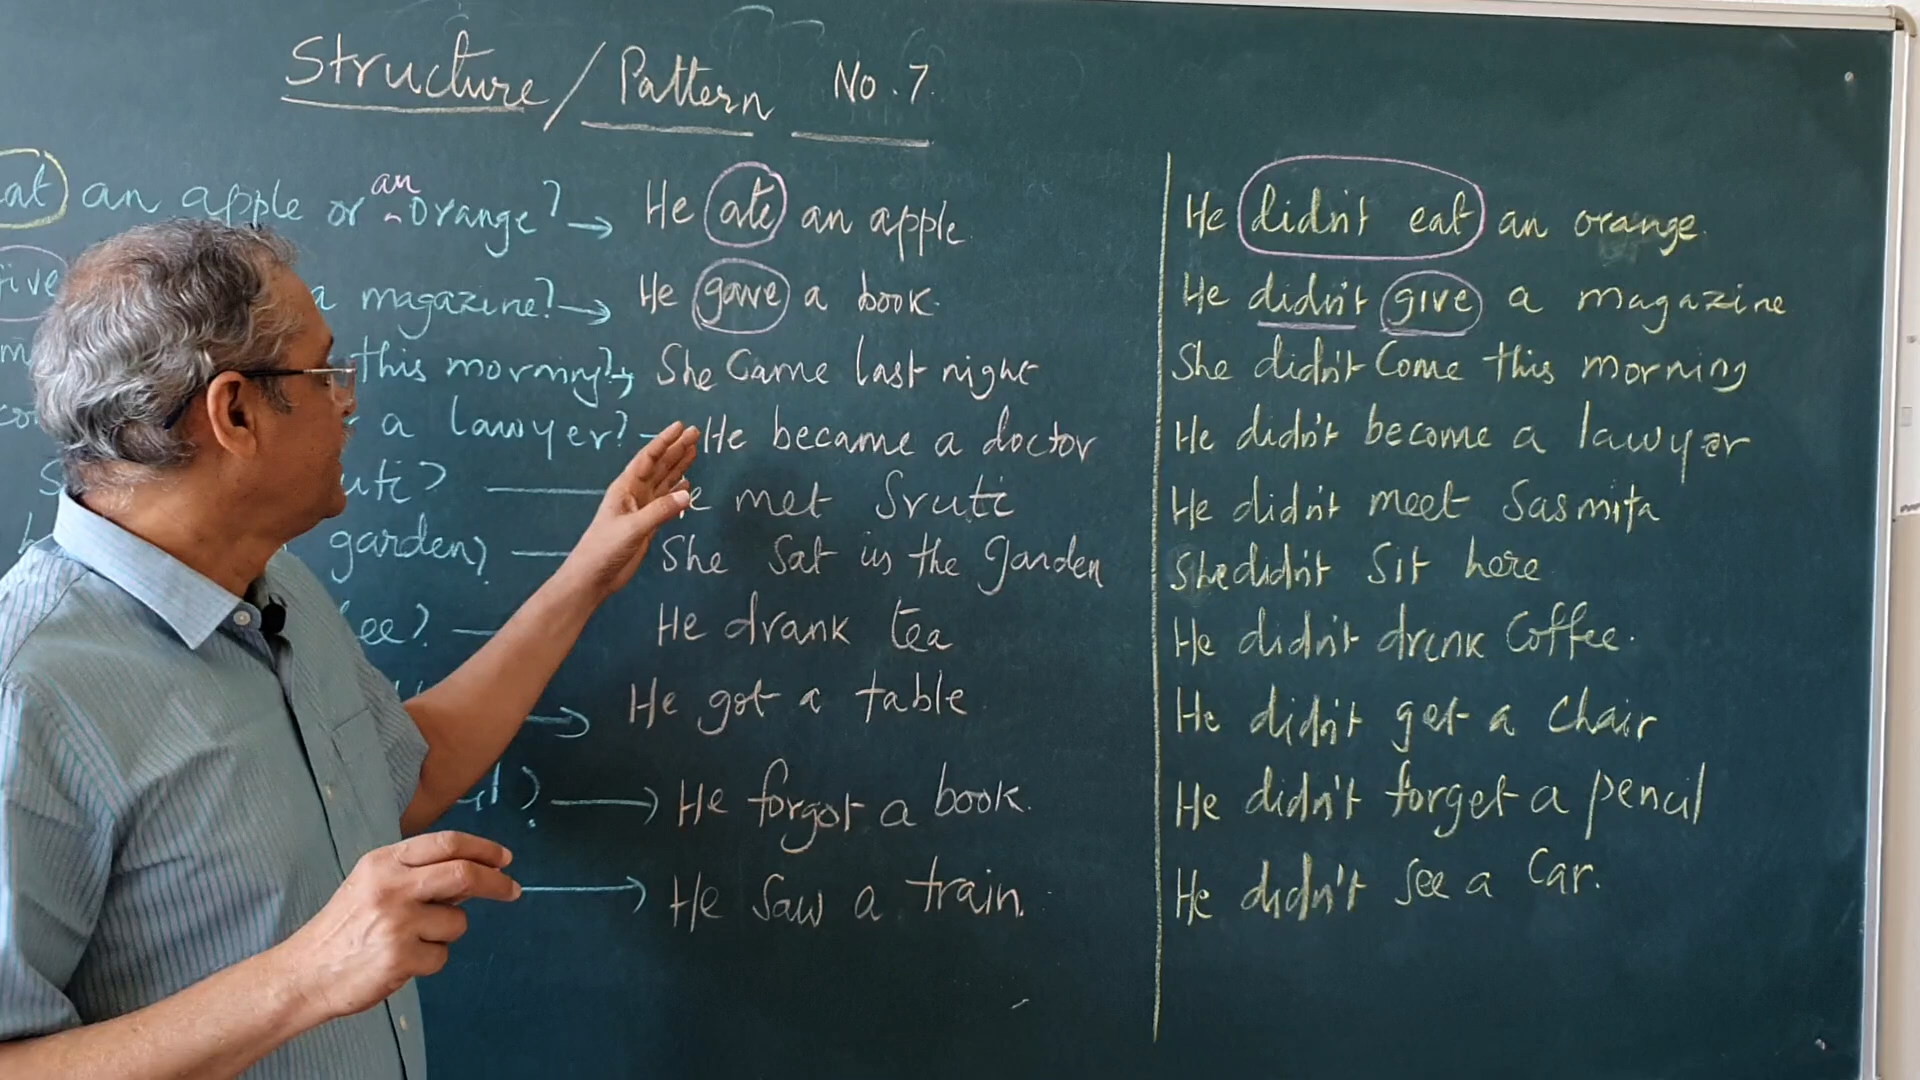 Structure / Pattern No. 7
an apple or an orange? → He ate an apple He didn't eat an orange.
a magazine? → He gave a book. He didn't give a magazine
this morning? → She Came last night She didn't Come this morning
a lawyer? → He became a doctor He didn't become a lawyer
met Sruti He didn't meet Sasmita
garden? She Sat in the garden She didn't Sit here
He drank tea He didn't drink Coffee.
→ He got a table He didn't get a chair
→ He forgot a book. He didn't forget a pencil
→ He Saw a train. He didn't See a Car.